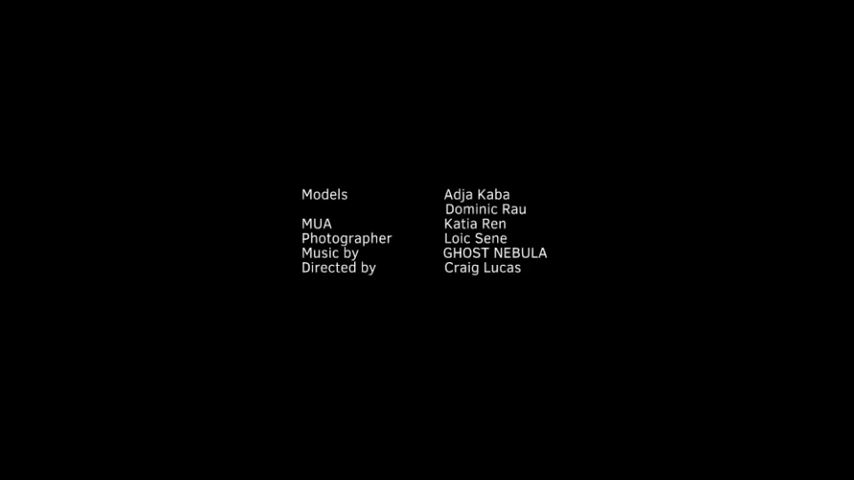 Models Adja Kaba
Dominic Rau
MUA Katia Ren
Photographer Loic Sene
Music by GHOST NEBULA
Directed by Craig Lucas